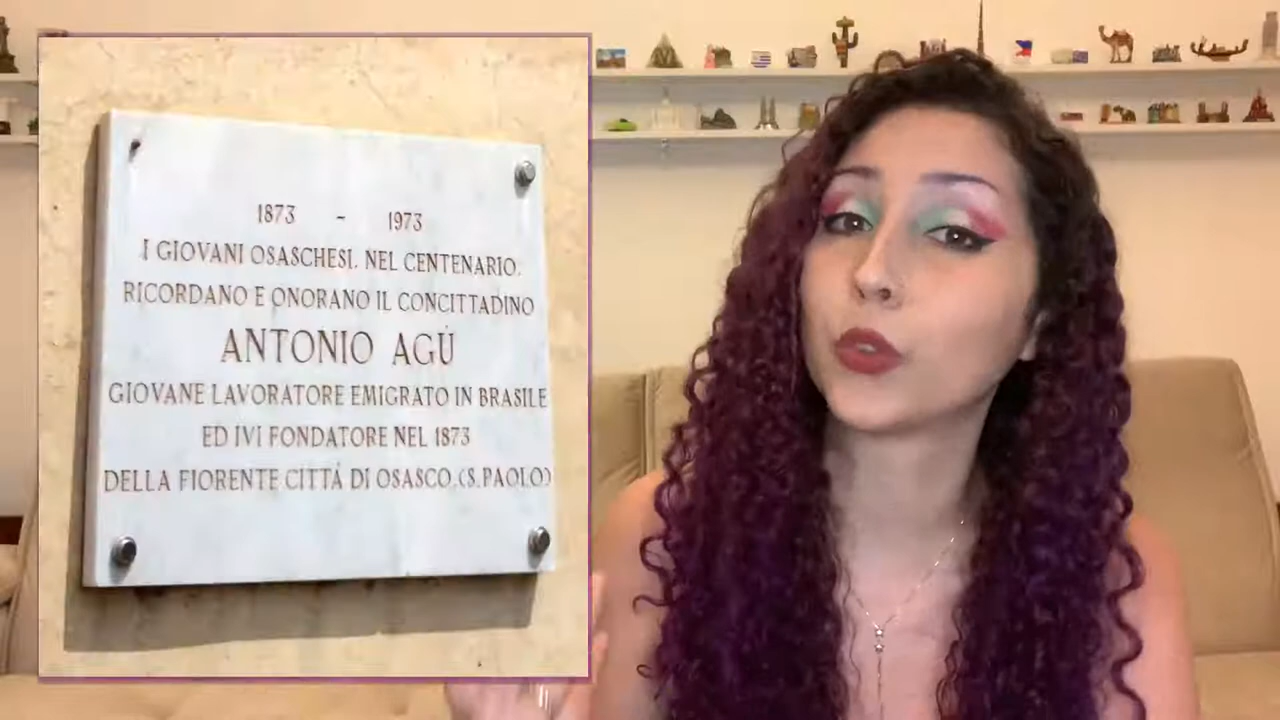 1873 - 1973
I GIOVANI OSASCHESI, NEL CENTENARIO,
RICORDANO E ONORANO IL CONCITTADINO
ANTONIO AGÙ
GIOVANE LAVORATORE EMIGRATO IN BRASILE
ED IVI FONDATORE NEL 1873
DELLA FIORENTE CITTÀ DI OSASCO.(S.PAOLO)